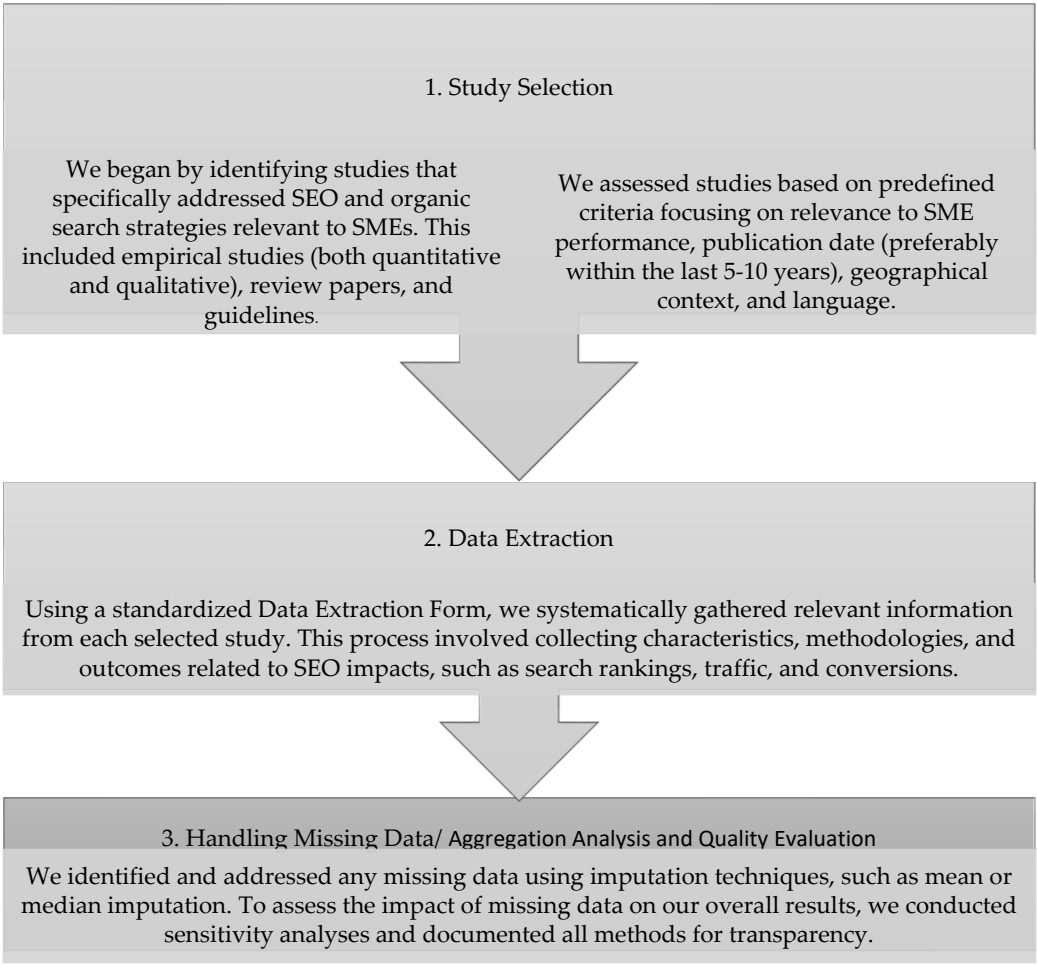 1. Study Selection
We began by identifying studies that
specifically addressed SEO and organic
search strategies relevant to SMEs. This
included empirical studies (both quantitative
and qualitative), review papers, and
guidelines.
We assessed studies based on predefined
criteria focusing on relevance to SME
performance, publication date (preferably
within the last 5-10 years), geographical
context, and language.
2. Data Extraction
Using a standardized Data Extraction Form, we systematically gathered relevant information
from each selected study. This process involved collecting characteristics, methodologies, and
outcomes related to SEO impacts, such as search rankings, traffic, and conversions.
3. Handling Missing Data/ Aggregation Analysis and Quality Evaluation
We identified and addressed any missing data using imputation techniques, such as mean or
median imputation. To assess the impact of missing data on our overall results, we conducted
sensitivity analyses and documented all methods for transparency.